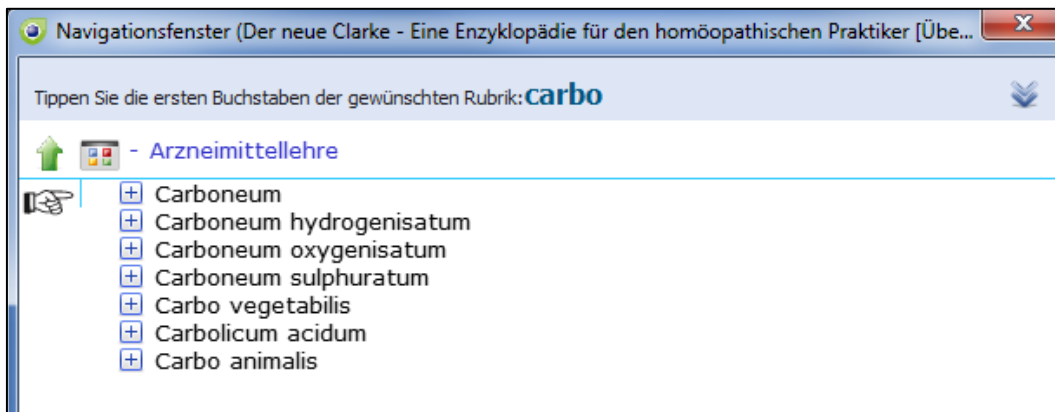 Navigationsfenster (Der neue Clarke - Eine Enzyklopädie für den homöopathischen Praktiker [Übe...
Tippen Sie die ersten Buchstaben der gewünschten Rubrik: carbo
- Arzneimittellehre
Carboneum
Carboneum hydrogenisatum
Carboneum oxygenisatum
Carboneum sulphuratum
Carbo vegetabilis
Carbolicum acidum
Carbo animalis